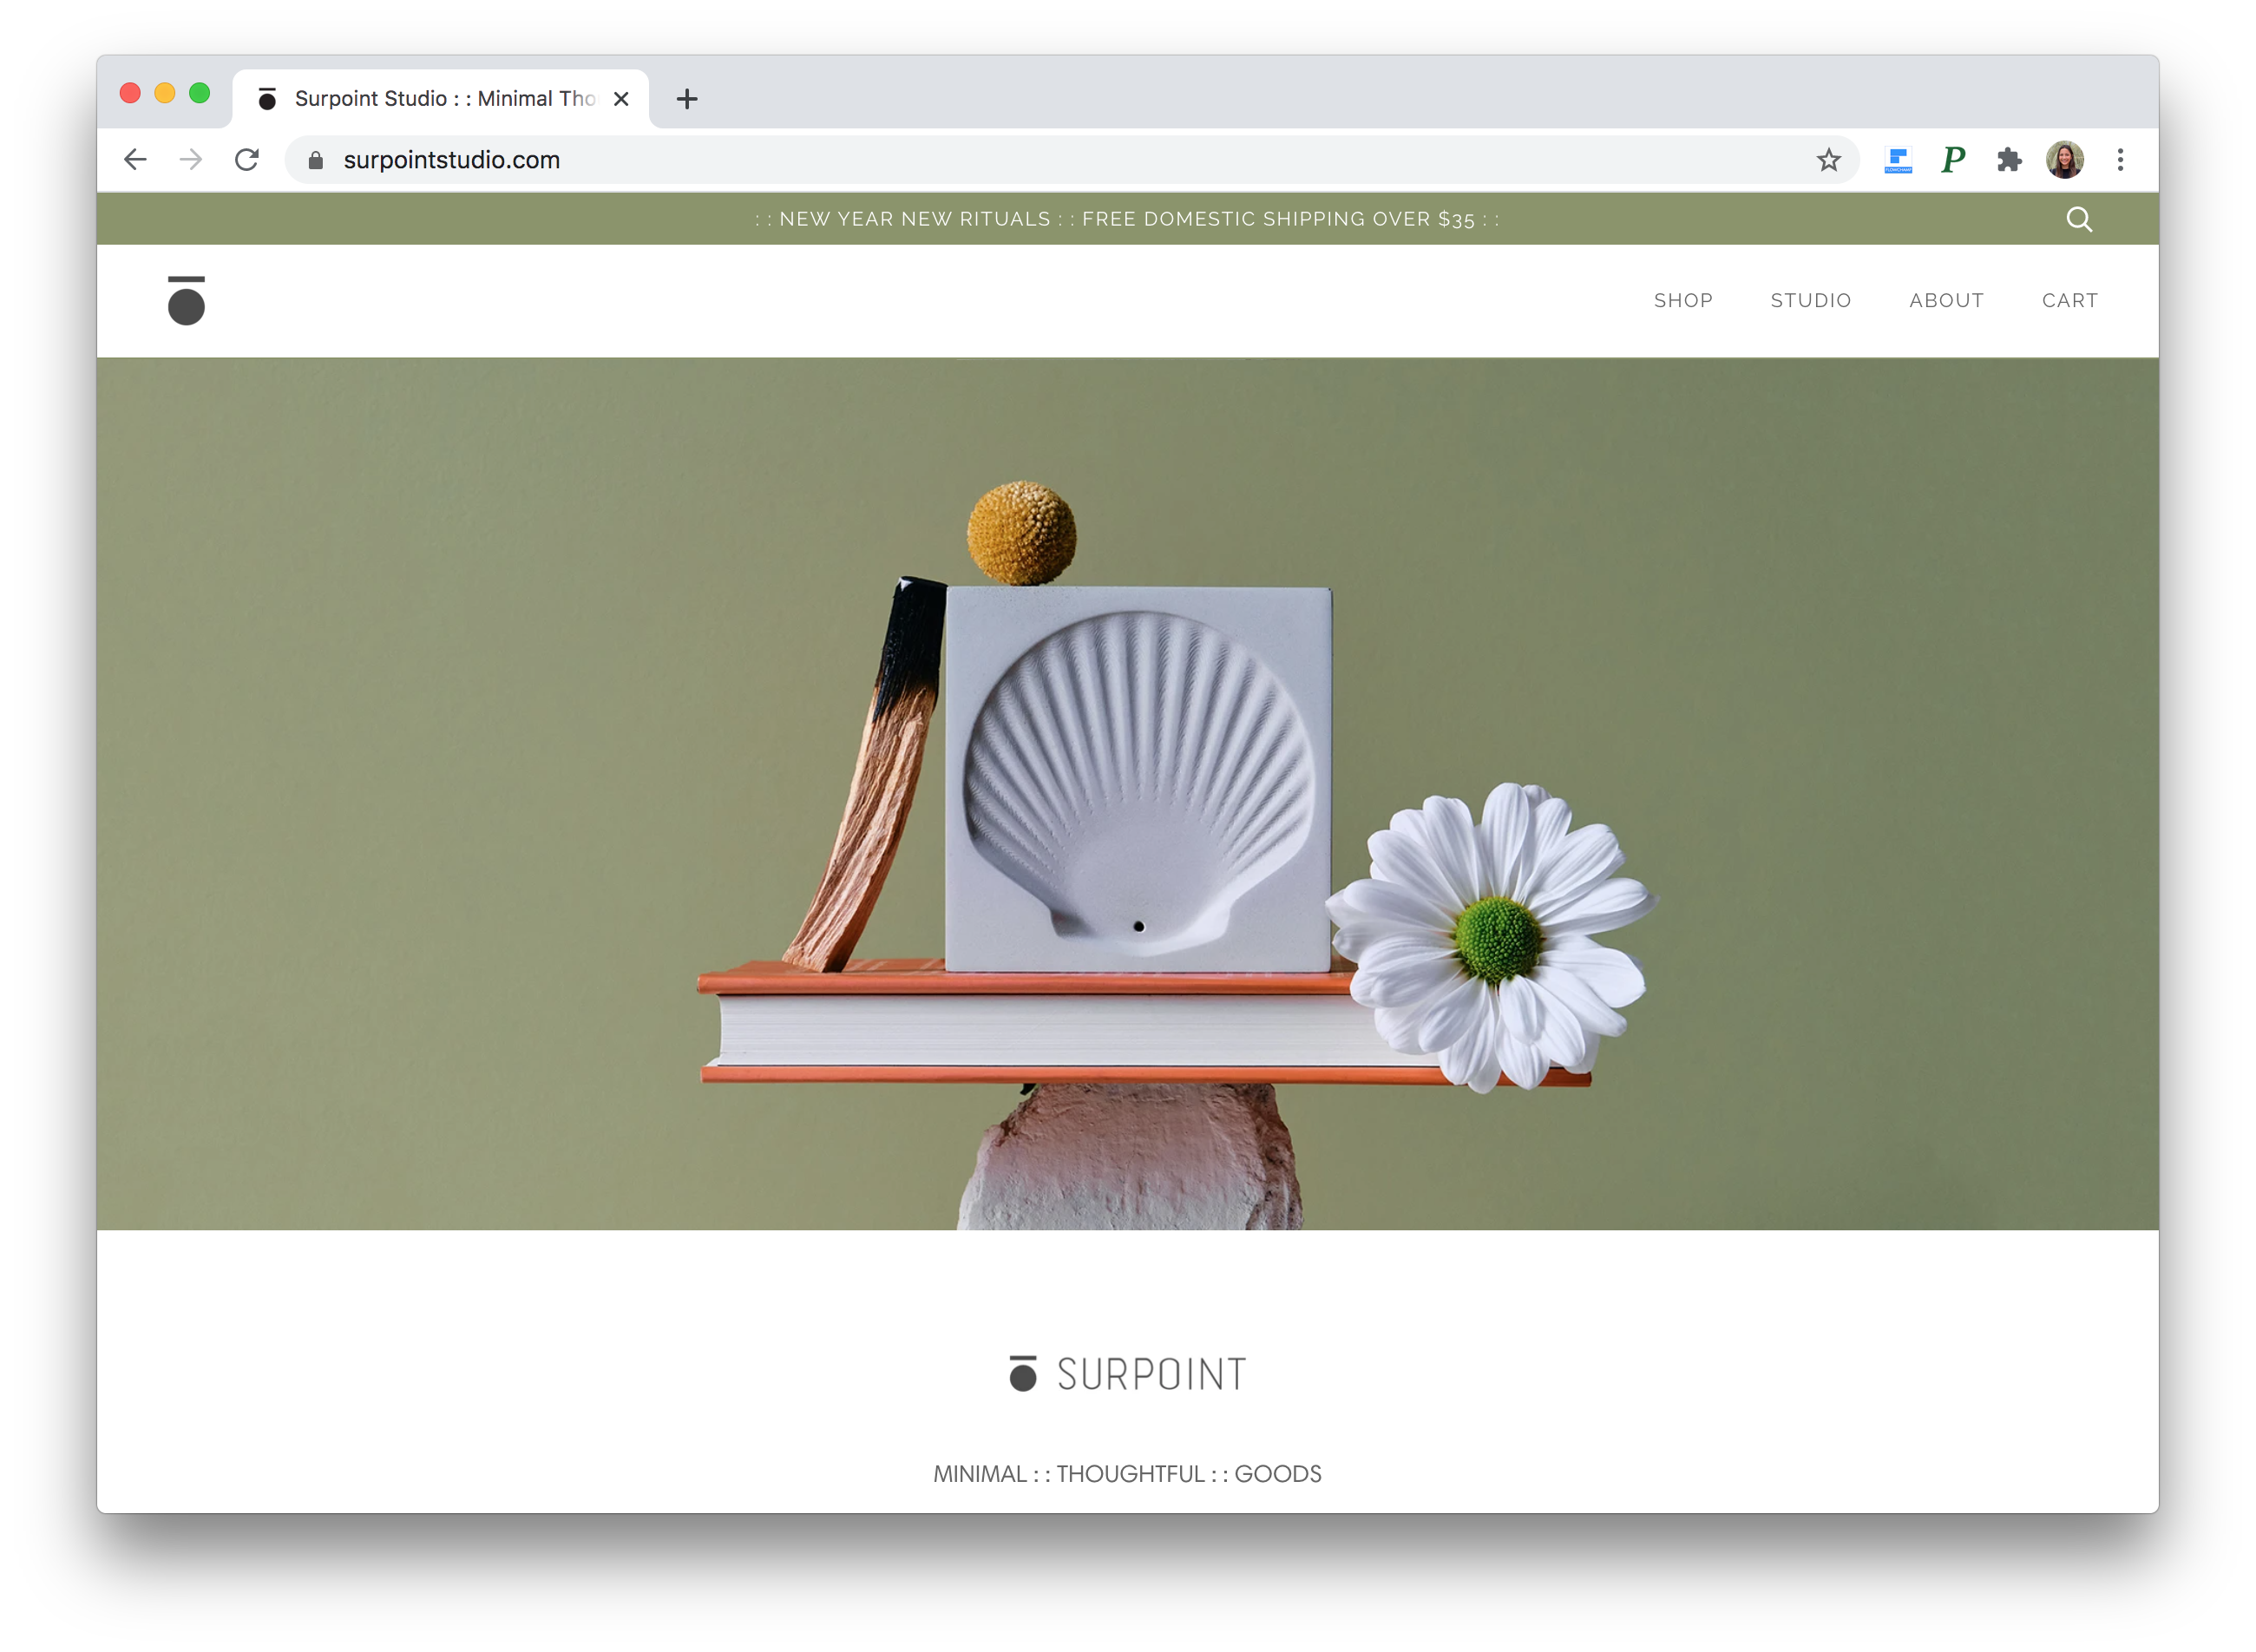 Surpoint Studio : : Minimal Tho
surpointstudio.com
: : NEW YEAR NEW RITUALS : : FREE DOMESTIC SHIPPING OVER $35 : :
SHOP STUDIO ABOUT CART
SURPOINT
MINIMAL : : THOUGHTFUL : : GOODS